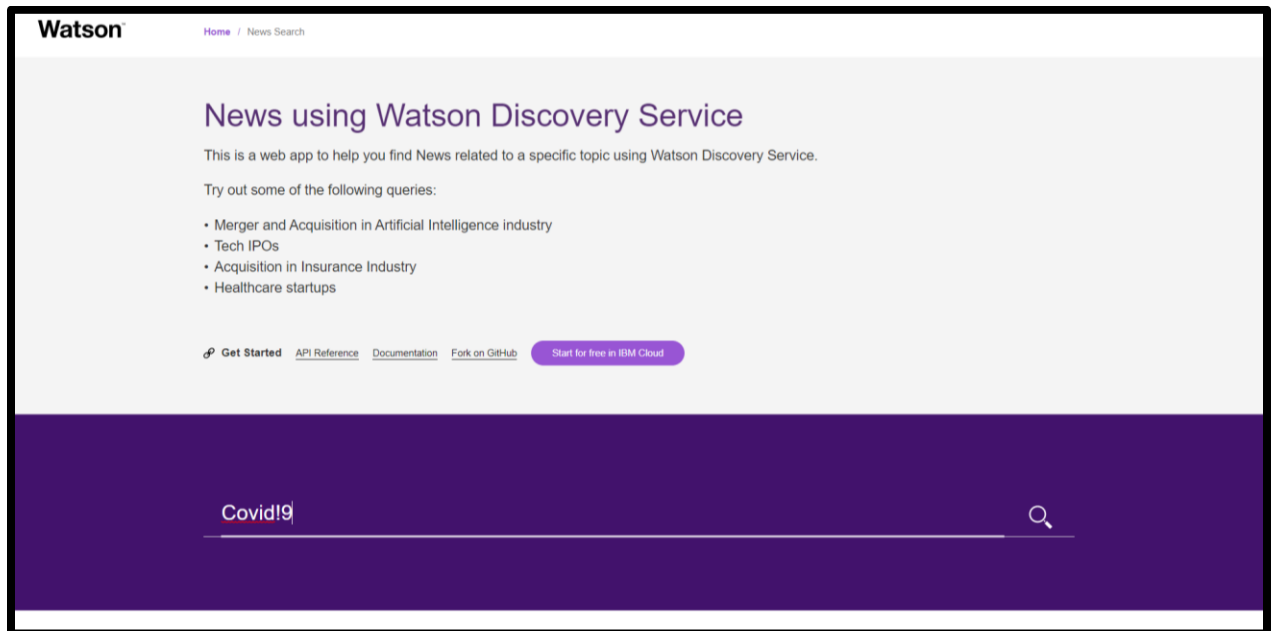 Watson™
Home / News Search
News using Watson Discovery Service
This is a web app to help you find News related to a specific topic using Watson Discovery Service.
Try out some of the following queries:
• Merger and Acquisition in Artificial Intelligence industry
• Tech IPOs
• Acquisition in Insurance Industry
• Healthcare startups
Get Started API Reference Documentation Fork on GitHub Start for free in IBM Cloud
Covid!9